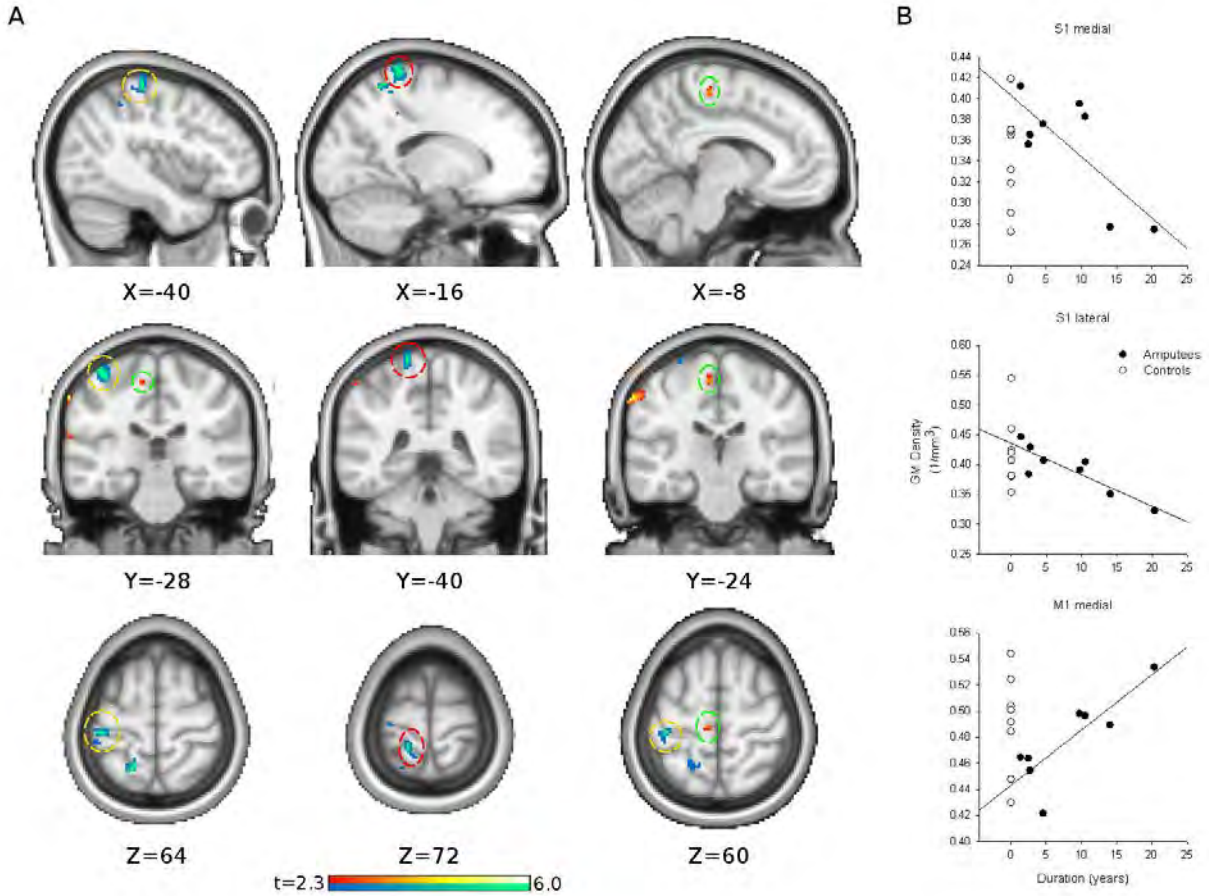 A
X=-40
X=-16
X=-8
Y=-28
Y=-40
Y=-24
Z=64
Z=72
Z=60
t=2.3
6.0
B
S1 medial
0.44
0.42
0.40
0.38
0.36
0.34
0.32
0.30
0.28
0.26
0.24
0 5 10 15 20 25
S1 lateral
0.60
0.55
0.50
0.45
0.40
0.35
0.30
0.25
Amputees
Controls
GM Density
(1/mm³)
0 5 10 15 20 25
M1 medial
0.56
0.54
0.52
0.50
0.48
0.46
0.44
0.42
0.40
0 5 10 15 20 25
Duration (years)